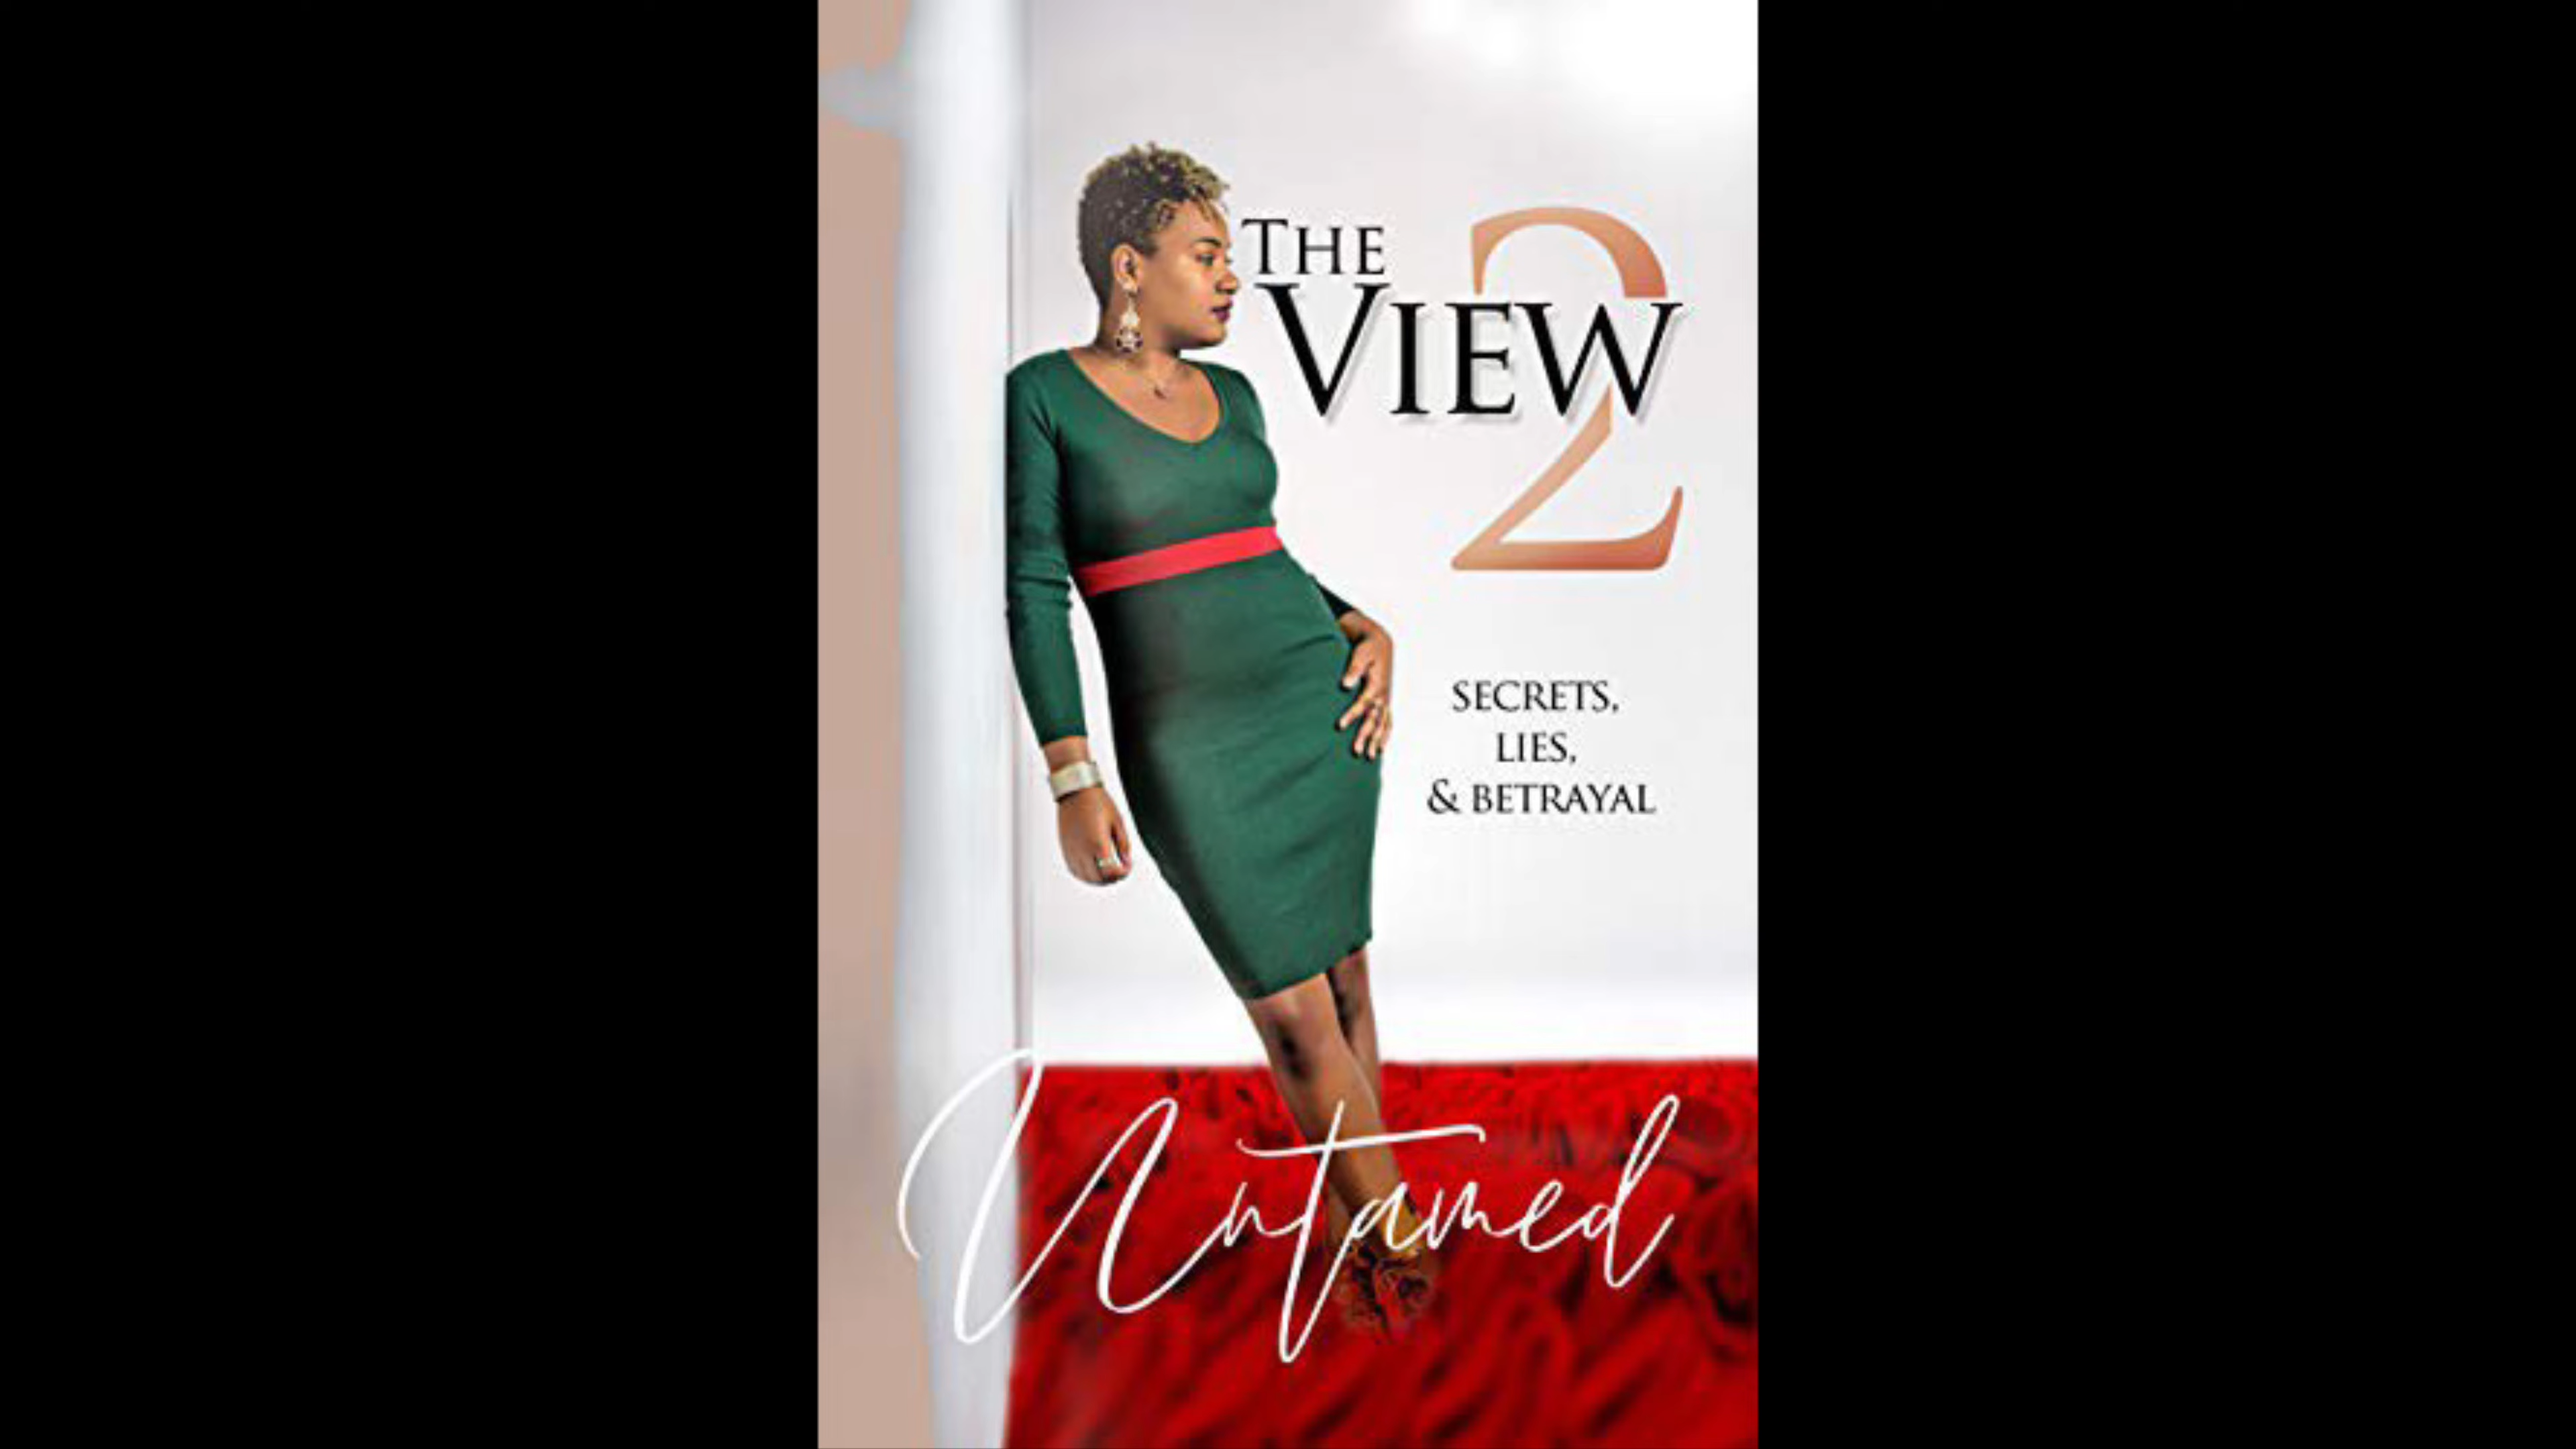 THE
VIEW
2
SECRETS,
LIES,
& BETRAYAL
Untamed